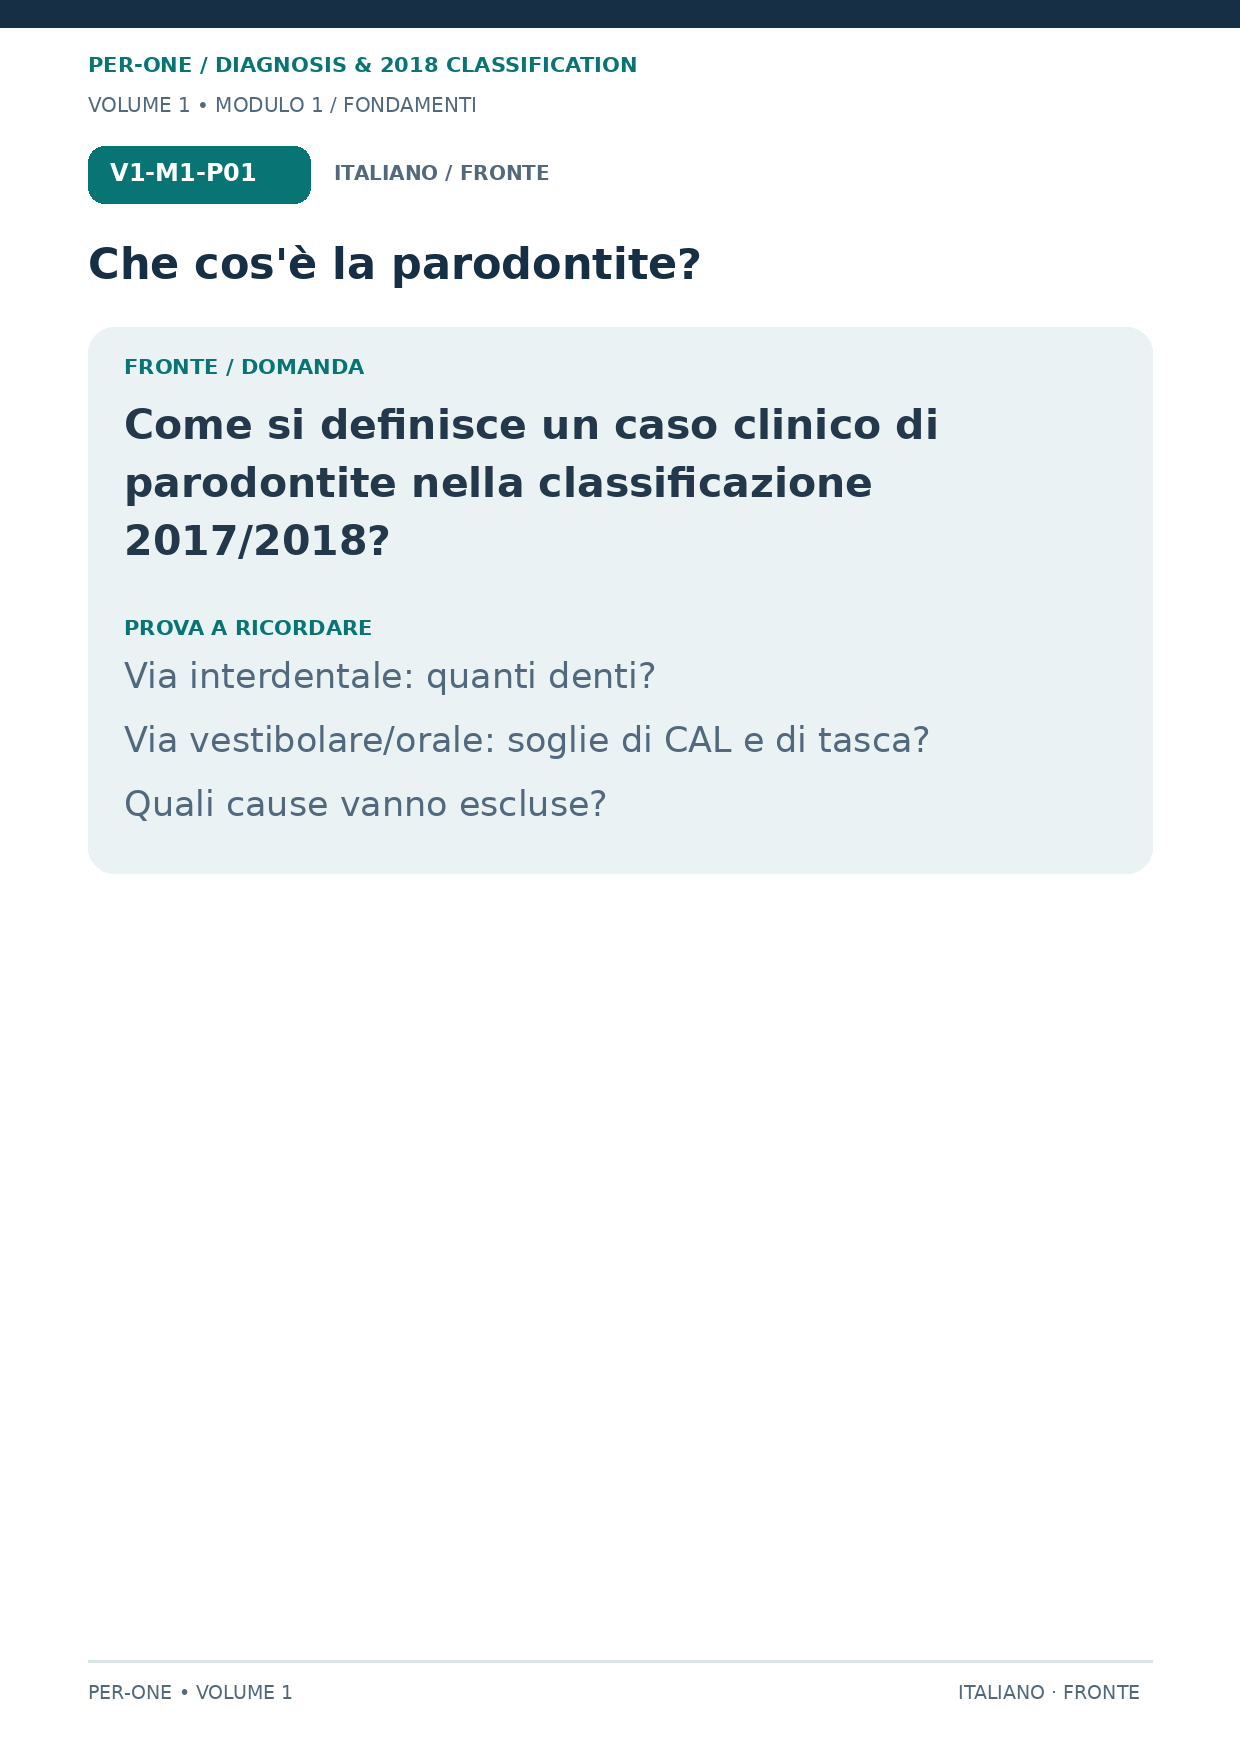 PER-ONE / DIAGNOSIS & 2018 CLASSIFICATION
VOLUME 1 • MODULO 1 / FONDAMENTI
V1-M1-P01
ITALIANO / FRONTE
Che cos'è la parodontite?
FRONTE / DOMANDA
Come si definisce un caso clinico di
parodontite nella classificazione
2017/2018?
PROVA A RICORDARE
Via interdentale: quanti denti?
Via vestibolare/orale: soglie di CAL e di tasca?
Quali cause vanno escluse?
PER-ONE • VOLUME 1
ITALIANO · FRONTE